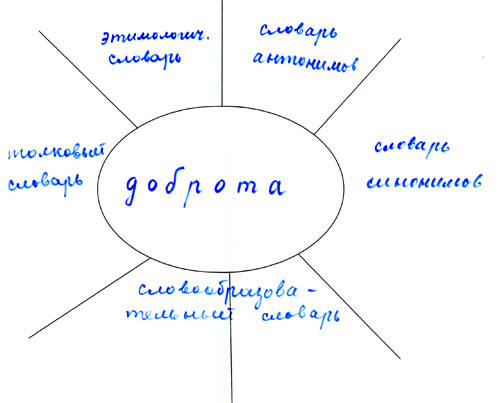 этимологич.
словарь
словарь
антонимов
толковый
словарь
доброта
словарь
синонимов
словообразова-
тельный словарь